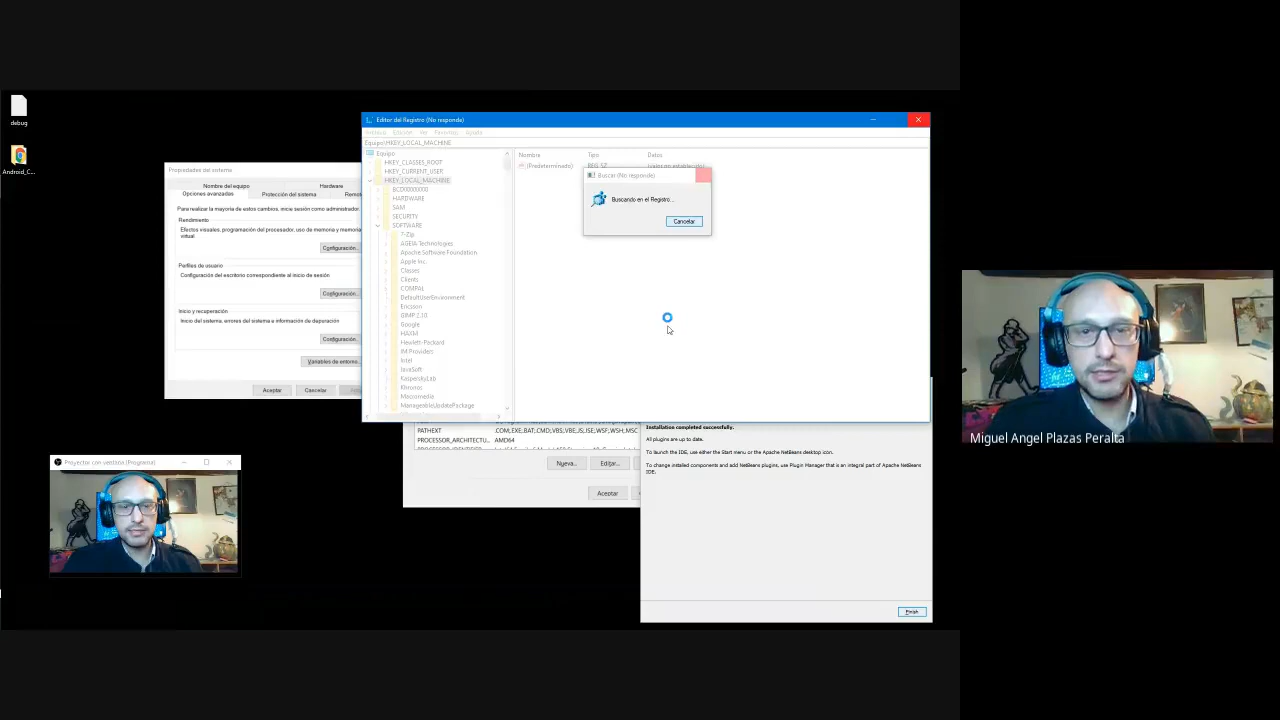 debug
Android_C...
Propiedades del sistema
Nombre del equipo
Hardware
Opciones avanzadas
Protección del sistema
Remot
Para realizar la mayoría de estos cambios, inicie sesión como administrador.
Rendimiento
Efectos visuales, programación del procesador, uso de memoria y memoria
virtual
Configuración...
Perfiles de usuario
Configuración del escritorio correspondiente al inicio de sesión
Configuración...
Inicio y recuperación
Inicio del sistema, errores del sistema e información de depuración
Configuración...
Variables de entorno...
Aceptar
Cancelar
Editor del Registro (No responde)
Archivo Edición Ver Favoritos Ayuda
Equipo\HKEY_LOCAL_MACHINE
Equipo
HKEY_CLASSES_ROOT
HKEY_CURRENT_USER
HKEY_LOCAL_MACHINE
BCD00000000
HARDWARE
SAM
SECURITY
SOFTWARE
7-Zip
AGEIA Technologies
Apache Software Foundation
Apple Inc.
Classes
Clients
COMPAL
DefaultUserEnvironment
Ericsson
GIMP 2.10
Google
HAXM
Hewlett-Packard
IM Providers
Intel
JavaSoft
KasperskyLab
Khronos
Macromedia
ManageableUpdatePackage
Nombre
Tipo
Datos
(Predeterminado)
REG_SZ
(valor no establecido)
Buscar (No responde)
Buscando en el Registro...
Cancelar
PATHEXT
.COM;.EXE;.BAT;.CMD;.VBS;.VBE;.JS;.JSE;.WSF;.WSH;.MSC
PROCESSOR_ARCHITECTU...
AMD64
Nueva...
Editar...
Aceptar
Installation completed successfully.
All plugins are up to date.
To launch the IDE, use either the Start menu or the Apache NetBeans desktop icon.
To change installed components and add NetBeans plugins, use Plugin Manager that is an integral part of Apache NetBeans
IDE.
Finish
Proyector con ventana (Programa)
Miguel Angel Plazas Peralta